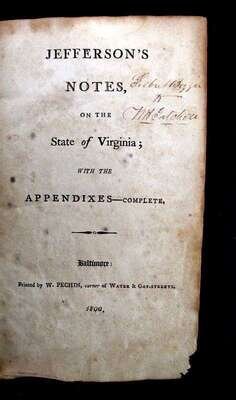 JEFFERSON'S
NOTES,
ON THE
State of Virginia;
WITH THE
APPENDIXES—COMPLETE,
Baltimore:
Printed by W. PECHIN, corner of WATER & GAY-STREETS.
1800.